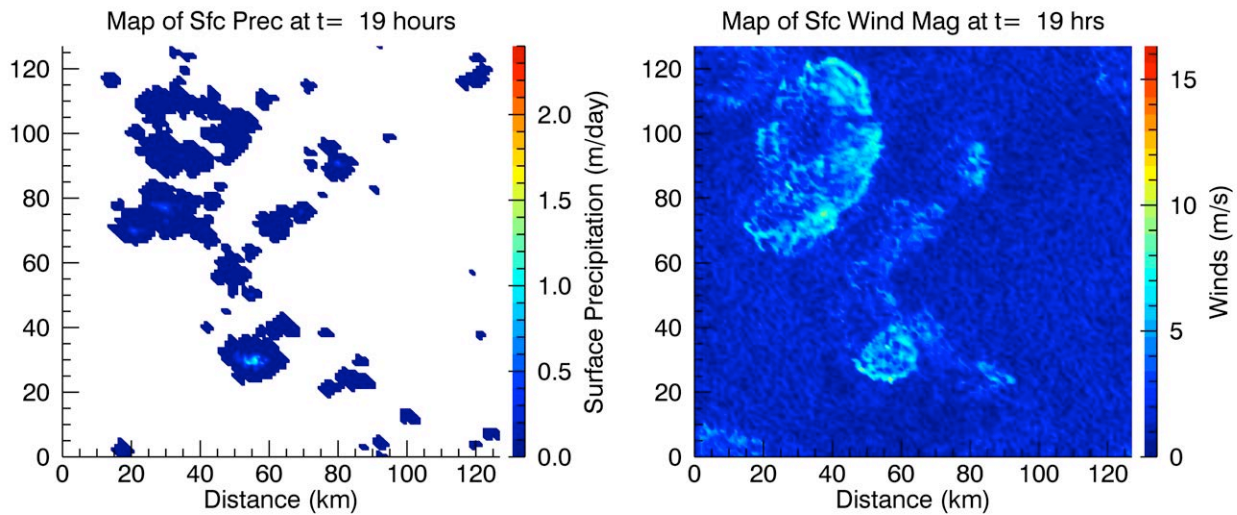 Map of Sfc Prec at t= 19 hours
120
100
80
60
40
20
0
0 20 40 60 80 100 120
Distance (km)
2.0
1.5
1.0
0.5
0.0
Surface Precipitation (m/day)
Map of Sfc Wind Mag at t= 19 hrs
120
100
80
60
40
20
0
0 20 40 60 80 100 120
Distance (km)
15
10
5
0
Winds (m/s)